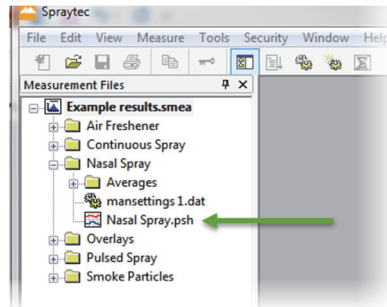 Spraytec
File Edit View Measure Tools Security Window Help
Measurement Files
Example results.smea
Air Freshener
Continuous Spray
Nasal Spray
Averages
mansettings 1.dat
Nasal Spray.psh
Overlays
Pulsed Spray
Smoke Particles